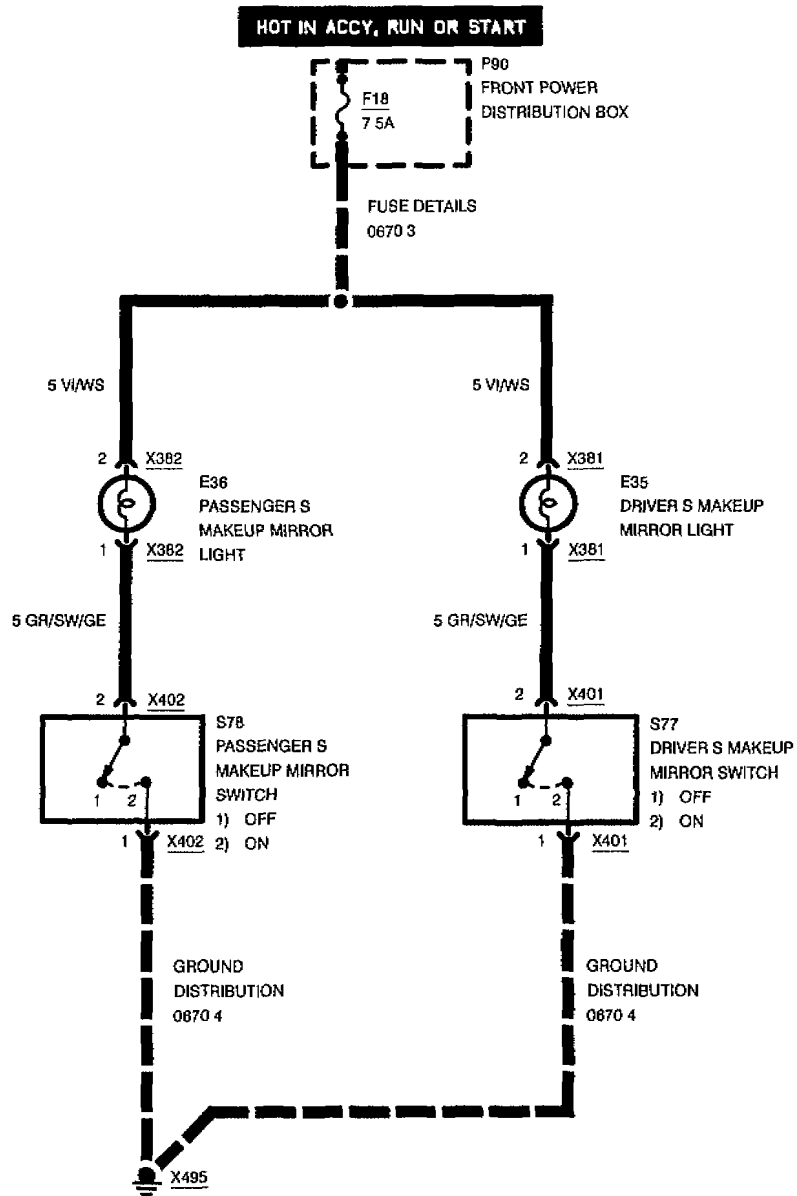 HOT IN ACCY, RUN OR START
P90
FRONT POWER
DISTRIBUTION BOX
F18
7 5A
FUSE DETAILS
0670 3
5 VI/WS
5 VI/WS
2 X382
E36
PASSENGER S
MAKEUP MIRROR
LIGHT
1 X382
2 X381
E35
DRIVER S MAKEUP
MIRROR LIGHT
1 X381
5 GR/SW/GE
5 GR/SW/GE
2 X402
S78
PASSENGER S
MAKEUP MIRROR
SWITCH
1) OFF
2) ON
1 2
1 X402
2 X401
S77
DRIVER S MAKEUP
MIRROR SWITCH
1) OFF
2) ON
1 2
1 X401
GROUND
DISTRIBUTION
0670 4
GROUND
DISTRIBUTION
0670 4
X495